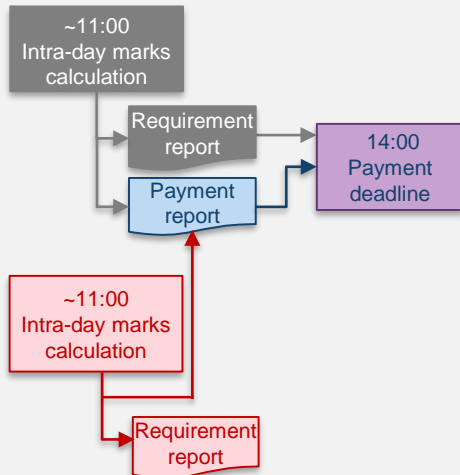 ~11:00
Intra-day marks
calculation
Requirement
report
14:00
Payment
deadline
Payment
report
~11:00
Intra-day marks
calculation
Requirement
report